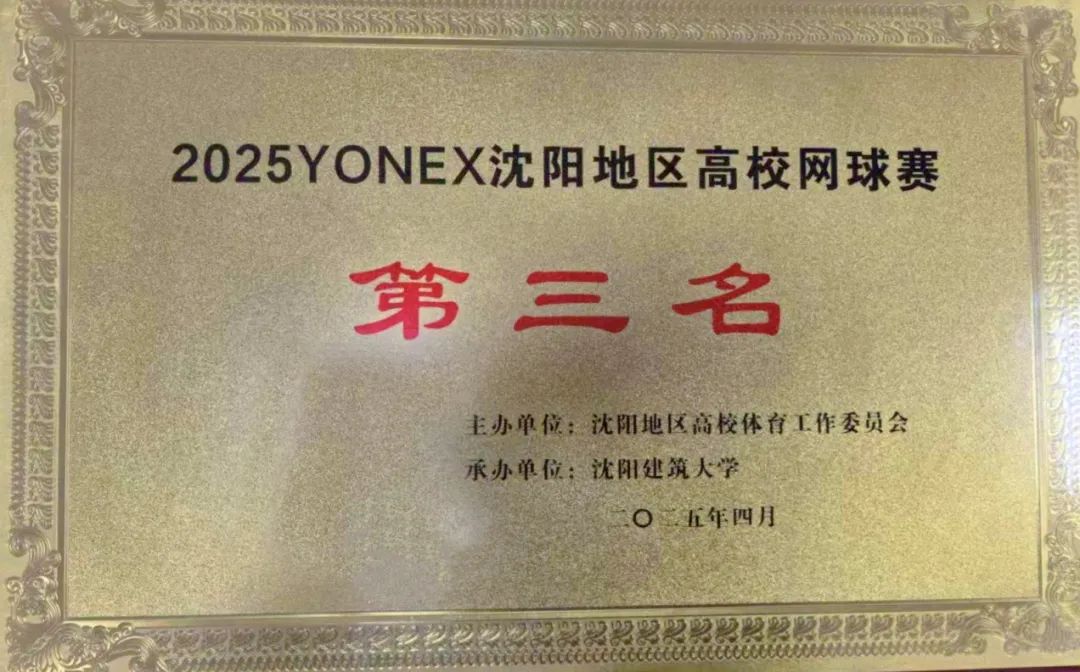 2025YONEX沈阳地区高校网球赛
第三名
主办单位：沈阳地区高校体育工作委员会
承办单位：沈阳建筑大学
二〇二五年四月